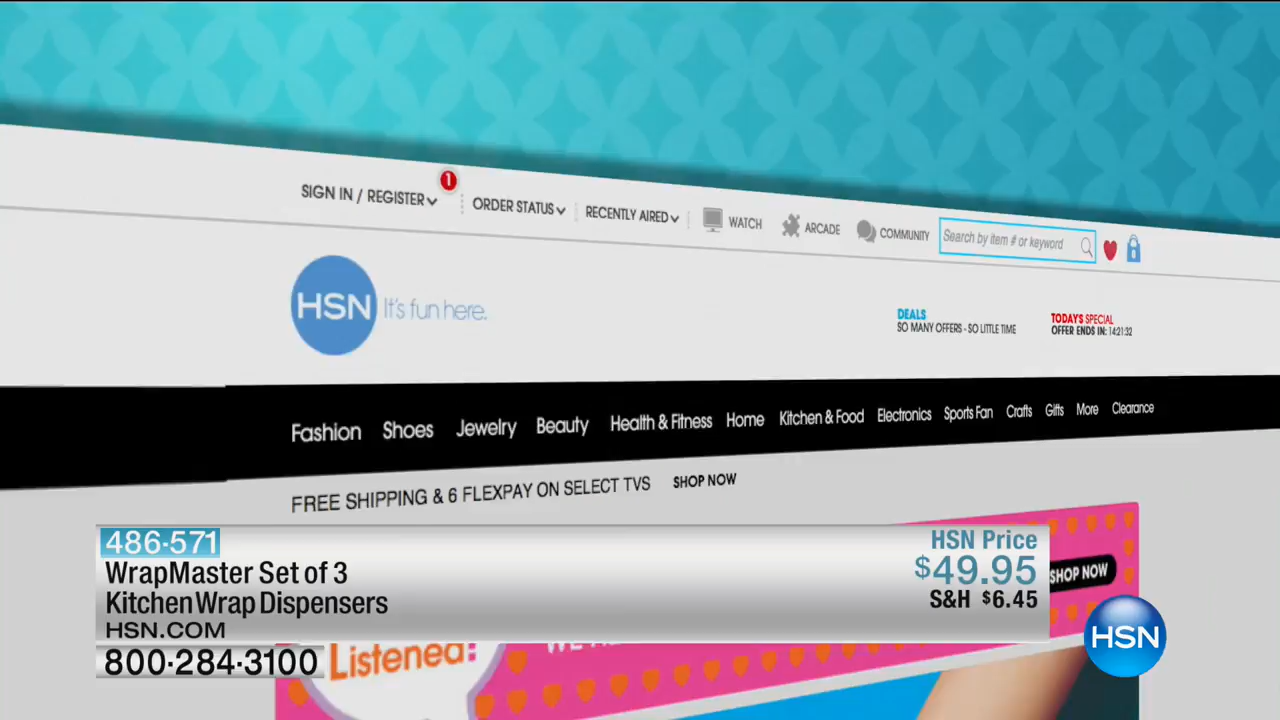 1
SIGN IN / REGISTER
ORDER STATUS
RECENTLY AIRED
WATCH
ARCADE
COMMUNITY
Search by item # or keyword
0
HSN
It's fun here.
DEALS
SO MANY OFFERS - SO LITTLE TIME
TODAY'S SPECIAL
OFFER ENDS IN: 14:21:32
Fashion
Shoes
Jewelry
Beauty
Health & Fitness
Home
Kitchen & Food
Electronics
Sports Fan
Crafts
Gifts
More
Clearance
FREE SHIPPING & 6 FLEXPAY ON SELECT TVS
SHOP NOW
486-571
WrapMaster Set of 3
Kitchen Wrap Dispensers
HSN.COM
800-284-3100
HSN Price
$49.95
S&H $6.45
SHOP NOW
HSN
Listened!